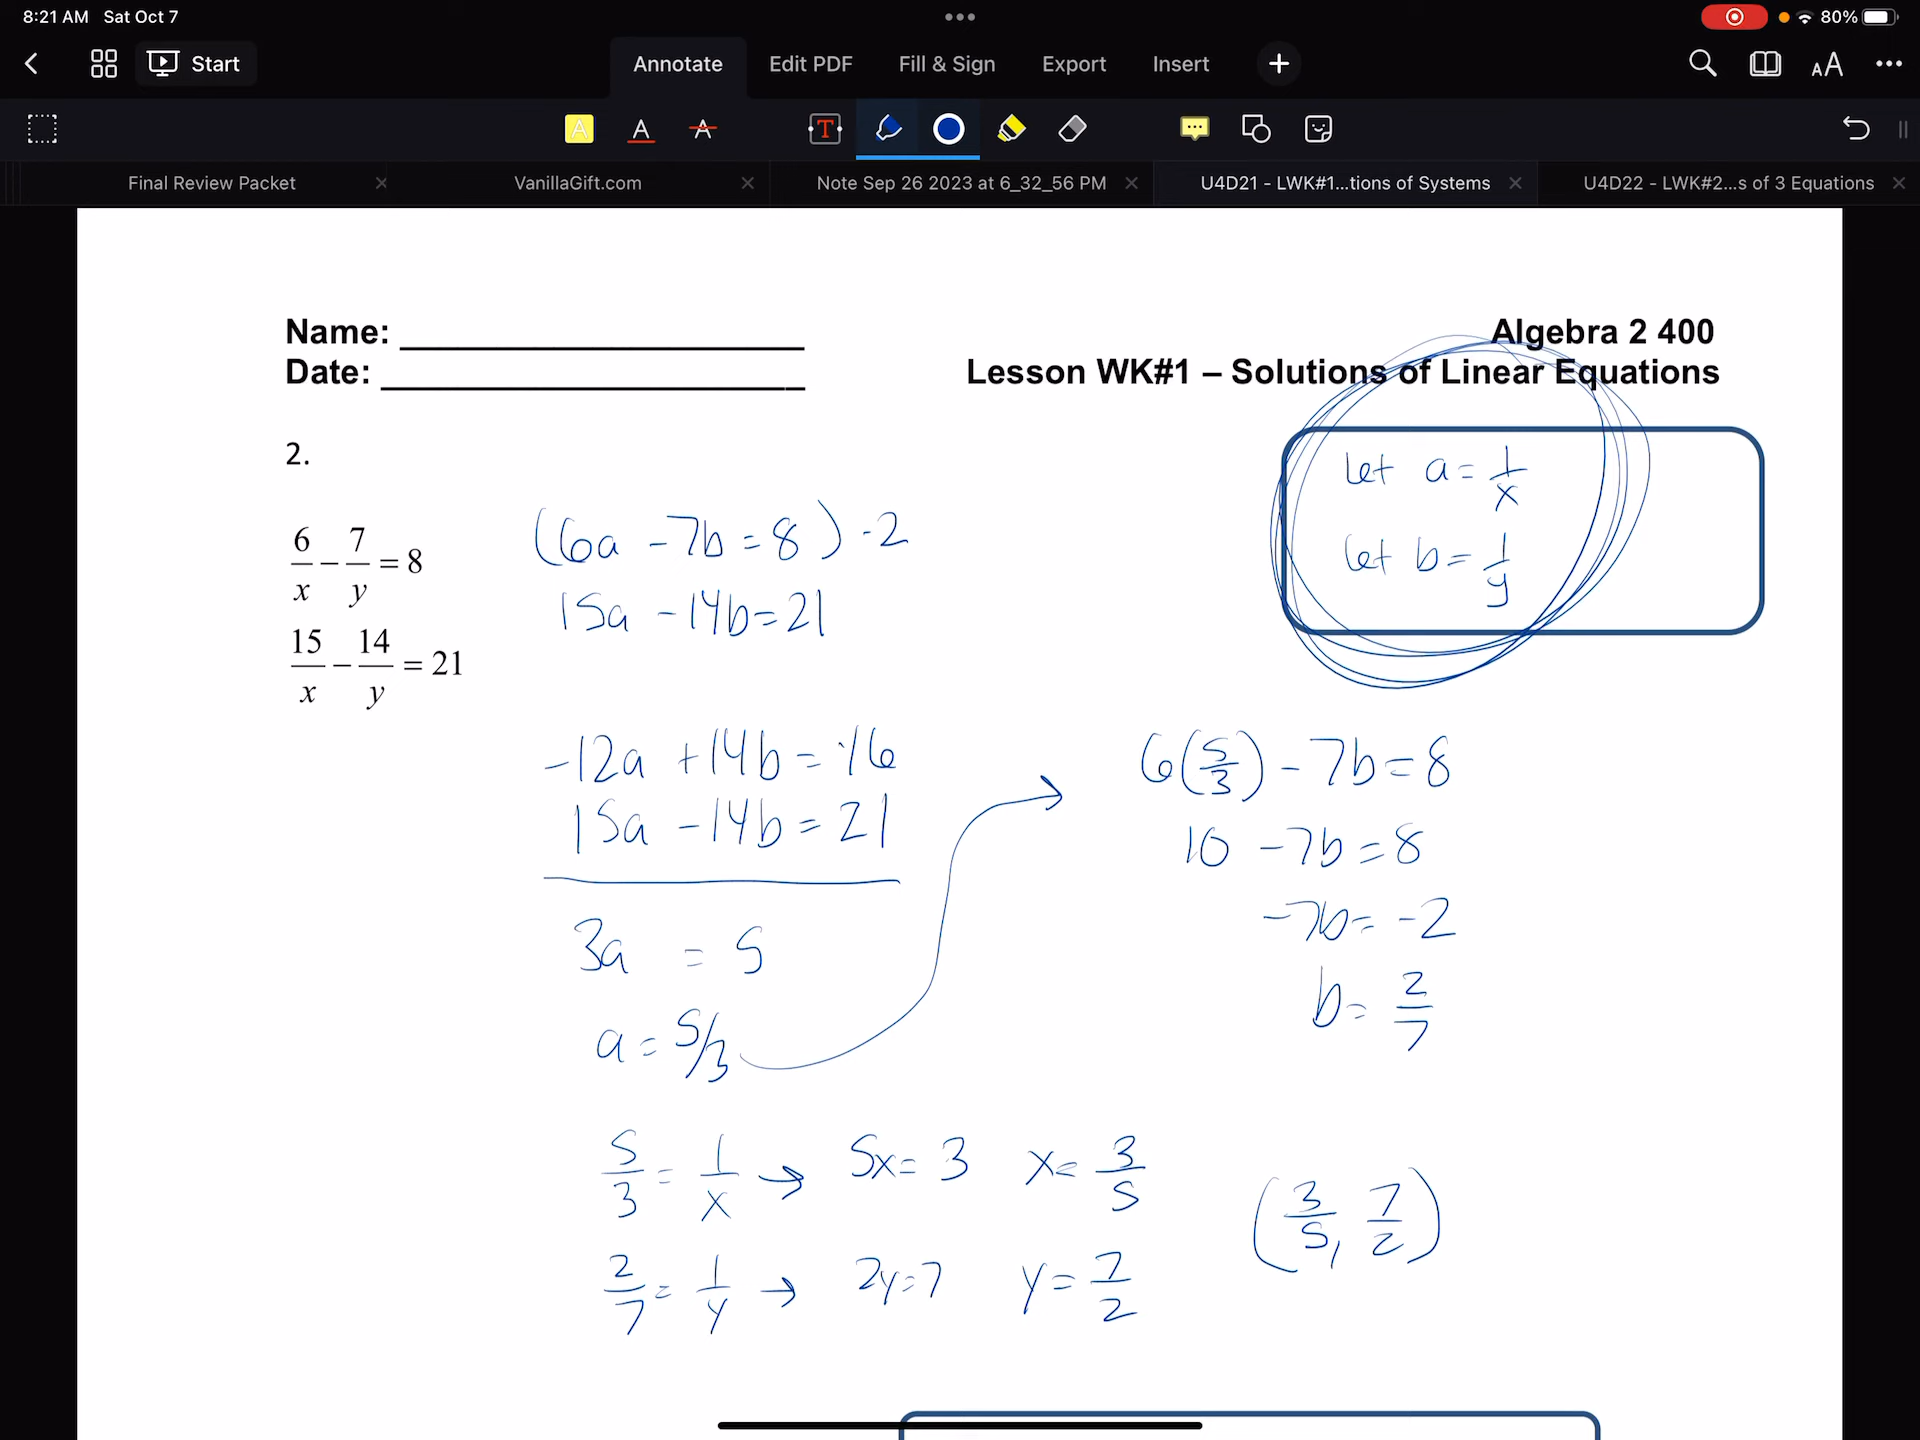 8:21 AM Sat Oct 7
80%
Start
Annotate Edit PDF Fill & Sign Export Insert
AA
A A A T
Final Review Packet VanillaGift.com Note Sep 26 2023 at 6_32_56 PM U4D21 - LWK#1...tions of Systems U4D22 - LWK#2...s of 3 Equations
Name: ____________________
Date: ____________________
Algebra 2 400
Lesson WK#1 – Solutions of Linear Equations
2.
let a = 1/x
let b = 1/y
6/x − 7/y = 8
15/x − 14/y = 21
(6a - 7b = 8) · -2
15a - 14b = 21
-12a + 14b = -16
15a - 14b = 21
3a = 5
a = 5/3
6(5/3) - 7b = 8
10 - 7b = 8
-7b = -2
b = 2/7
5/3 = 1/x → 5x = 3 x = 3/5
2/7 = 1/y → 2y = 7 y = 7/2
(3/5, 7/2)